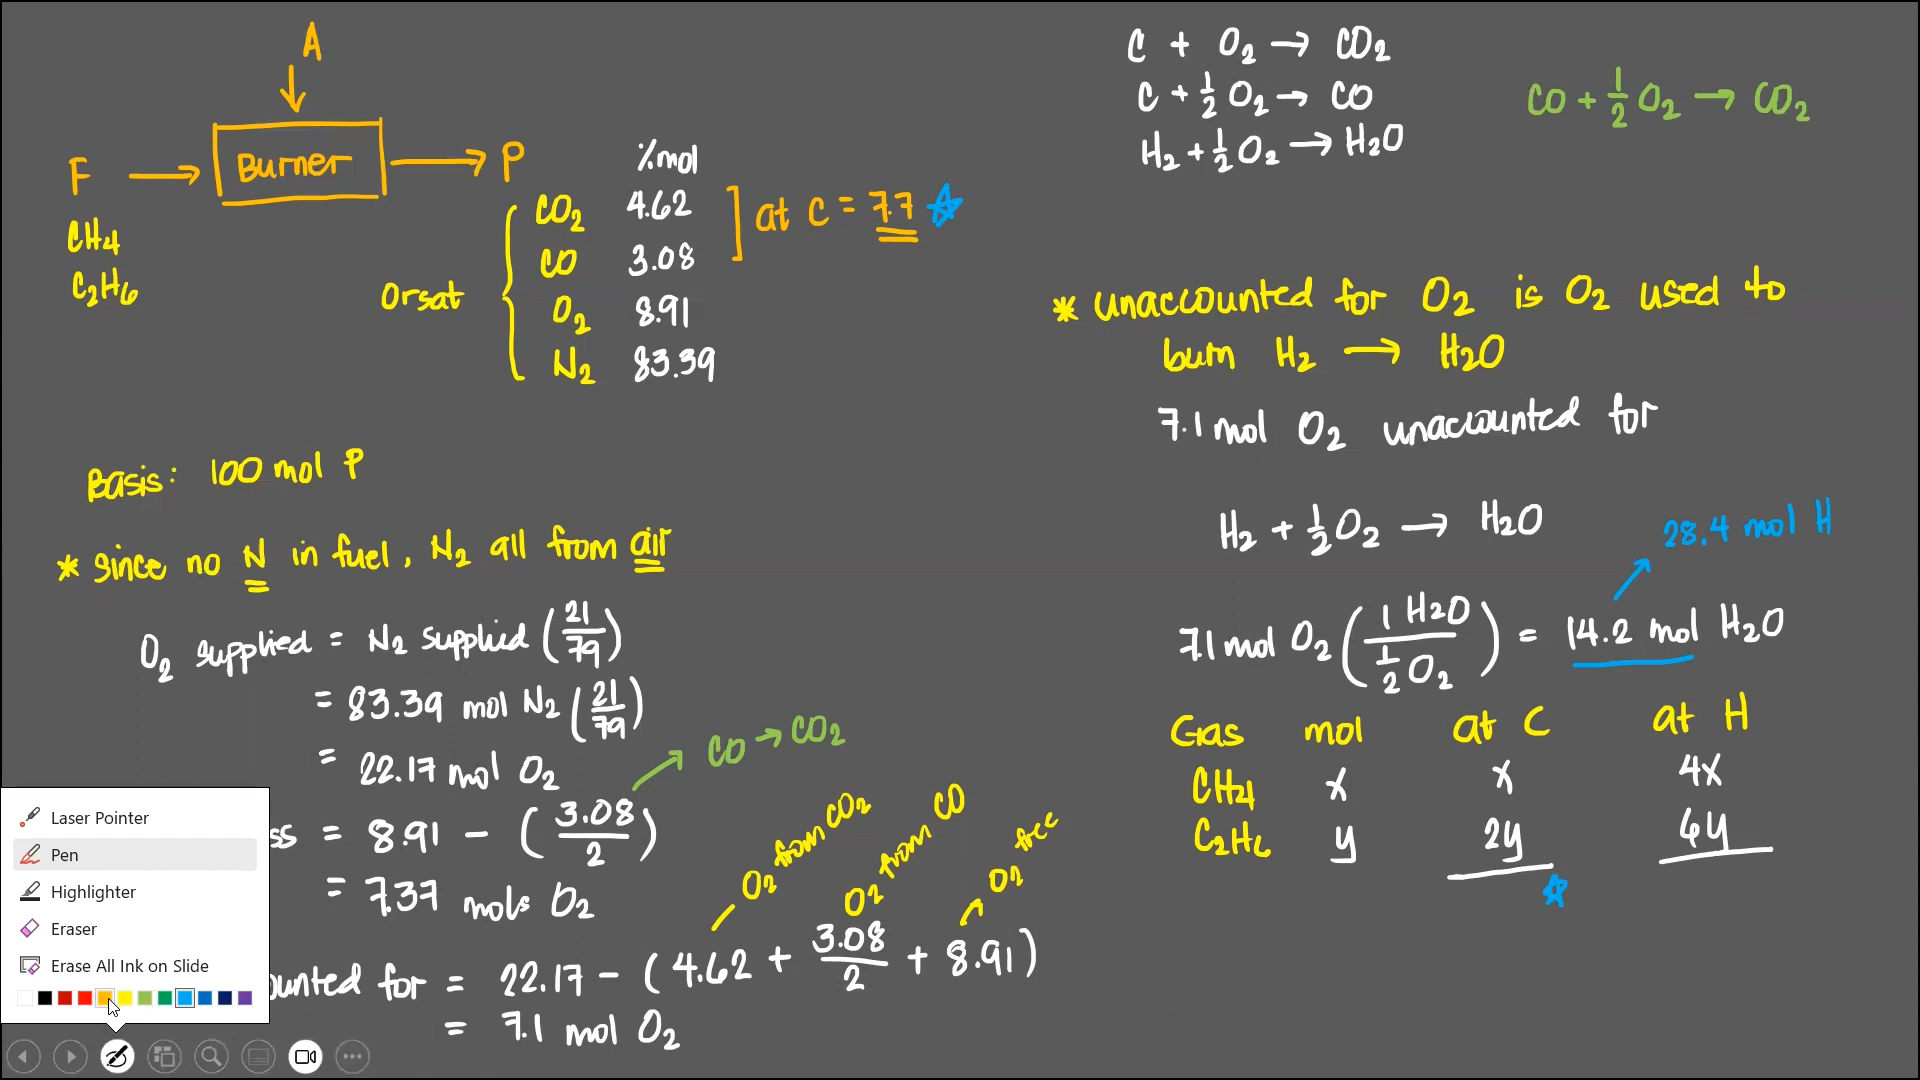 A
F → Burner → P
CH4
C2H6
Orsat
%mol
CO2 4.62
CO 3.08
O2 8.91
N2 83.39
at C = 7.7
Basis: 100 mol P
* since no N in fuel, N2 all from air
O2 supplied = N2 supplied (21/79)
= 83.39 mol N2 (21/79)
= 22.17 mol O2
ss = 8.91 - (3.08/2)
CO → CO2
= 7.37 mols O2
O2 from CO2
O2 from CO
O2 free
ounted for = 22.17 - (4.62 + 3.08/2 + 8.91)
= 7.1 mol O2
C + O2 → CO2
C + 1/2 O2 → CO
H2 + 1/2 O2 → H2O
CO + 1/2 O2 → CO2
* unaccounted for O2 is O2 used to
burn H2 → H2O
7.1 mol O2 unaccounted for
H2 + 1/2 O2 → H2O
28.4 mol H
7.1 mol O2 (1 H2O / 1/2 O2) = 14.2 mol H2O
Gas mol at C at H
CH4 x x 4x
C2H6 y 2y 6y
Laser Pointer
Pen
Highlighter
Eraser
Erase All Ink on Slide